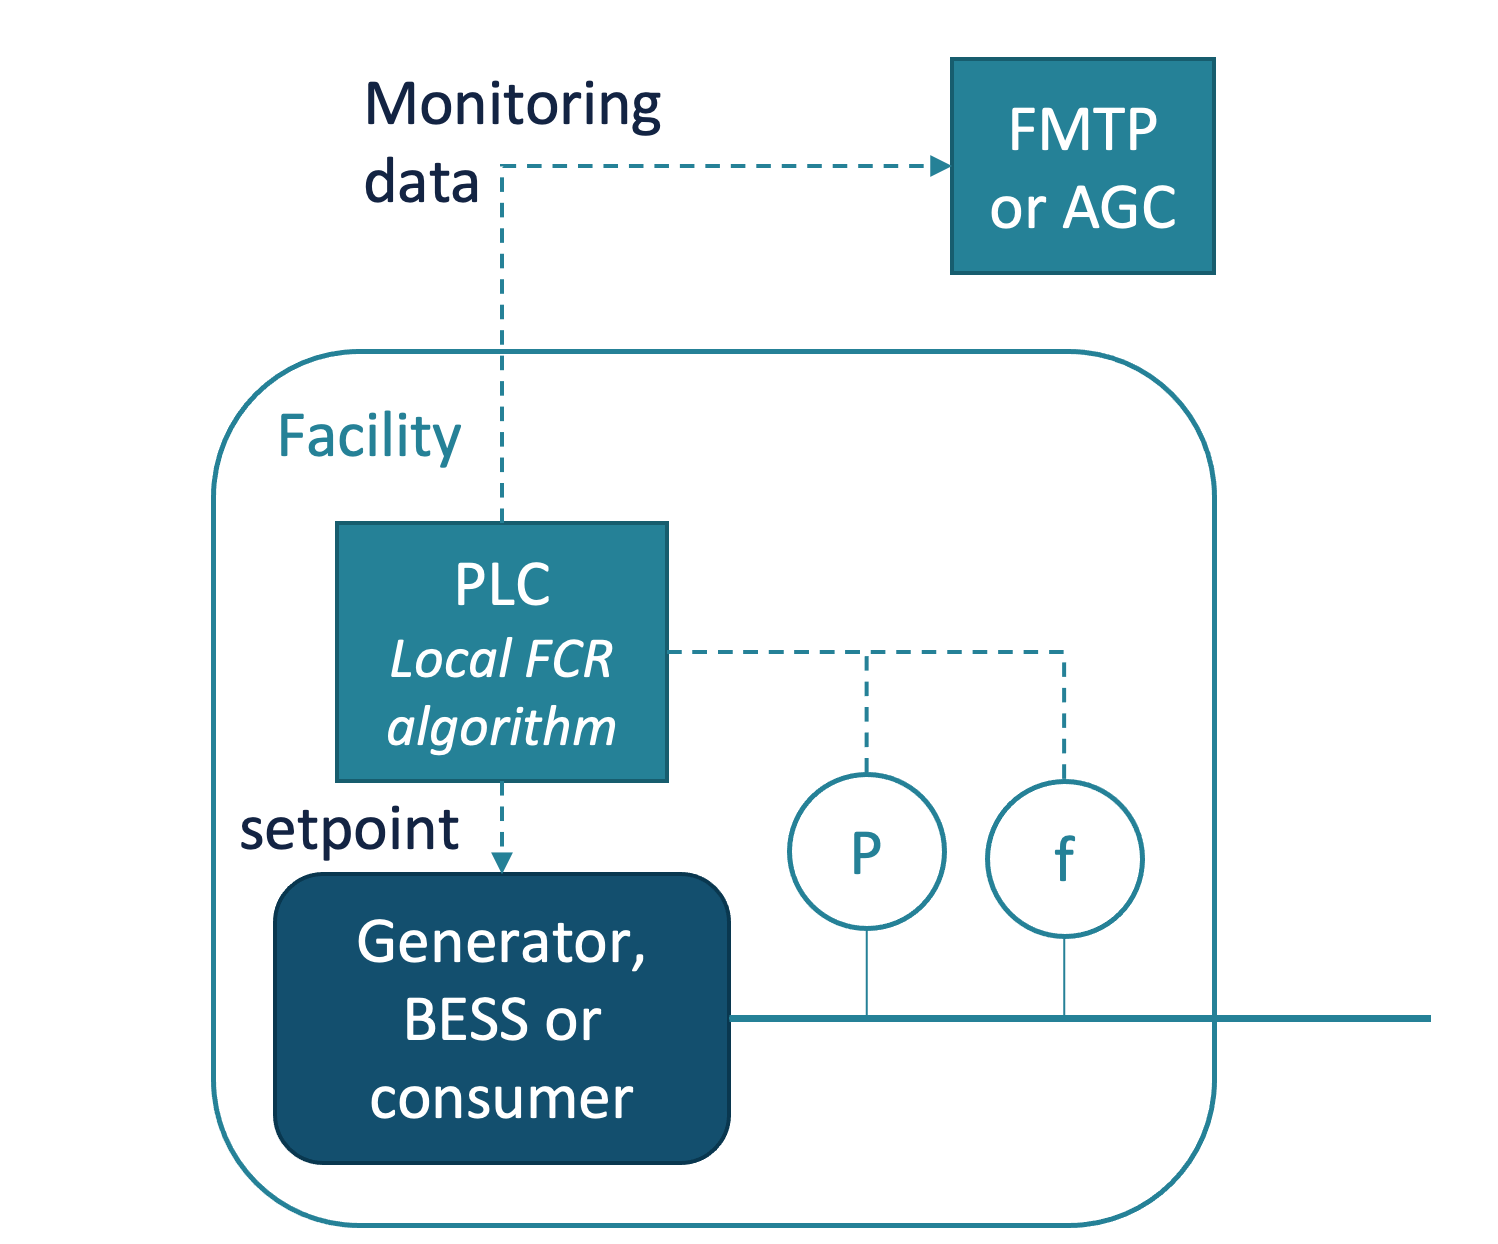 Monitoring
data
FMTP
or AGC
Facility
PLC
Local FCR
algorithm
setpoint
P
f
Generator,
BESS or
consumer